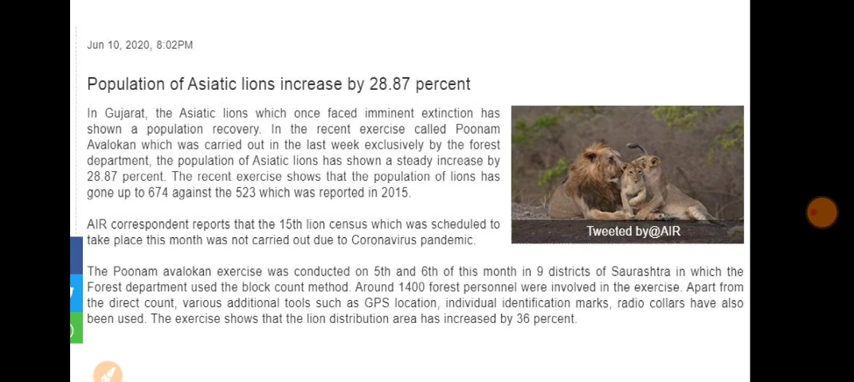 Jun 10, 2020, 8:02PM
Population of Asiatic lions increase by 28.87 percent
In Gujarat, the Asiatic lions which once faced imminent extinction has
shown a population recovery. In the recent exercise called Poonam
Avalokan which was carried out in the last week exclusively by the forest
department, the population of Asiatic lions has shown a steady increase by
28.87 percent. The recent exercise shows that the population of lions has
gone up to 674 against the 523 which was reported in 2015.
Tweeted by@AIR
AIR correspondent reports that the 15th lion census which was scheduled to
take place this month was not carried out due to Coronavirus pandemic.
The Poonam avalokan exercise was conducted on 5th and 6th of this month in 9 districts of Saurashtra in which the
Forest department used the block count method. Around 1400 forest personnel were involved in the exercise. Apart from
the direct count, various additional tools such as GPS location, individual identification marks, radio collars have also
been used. The exercise shows that the lion distribution area has increased by 36 percent.